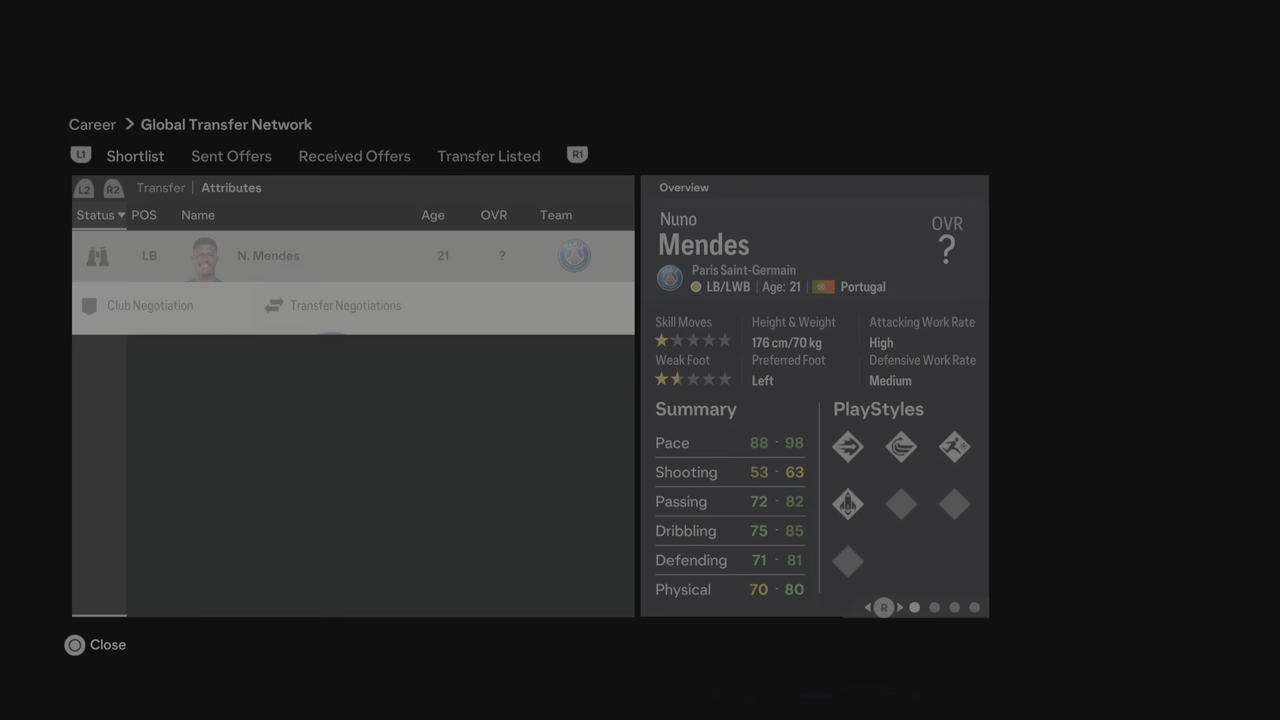 Career > Global Transfer Network
L1 Shortlist Sent Offers Received Offers Transfer Listed R1
L2 R2 Transfer | Attributes
Status POS Name Age OVR Team
LB N. Mendes 21 ?
Club Negotiation Transfer Negotiations
Overview
Nuno
Mendes
OVR
?
Paris Saint-Germain
LB/LWB | Age: 21 | Portugal
Skill Moves Height & Weight Attacking Work Rate
176 cm/70 kg High
Weak Foot Preferred Foot Defensive Work Rate
Left Medium
Summary PlayStyles
Pace 88 - 98
Shooting 53 - 63
Passing 72 - 82
Dribbling 75 - 85
Defending 71 - 81
Physical 70 - 80
R
Close